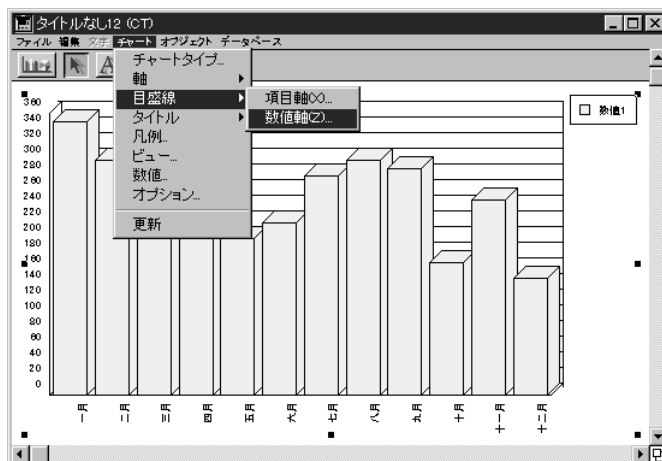 タイトルなし12 (CT)
ファイル 編集 文字 チャート オブジェクト データベース
A
チャートタイプ...
軸
目盛線
タイトル
凡例...
ビュー...
数値...
オプション...
更新
項目軸(X)...
数値軸(Z)...
数値1
360
340
320
300
280
260
240
220
200
180
160
140
120
100
80
60
40
20
0
一月
二月
三月
四月
五月
六月
七月
八月
九月
十月
十一月
十二月